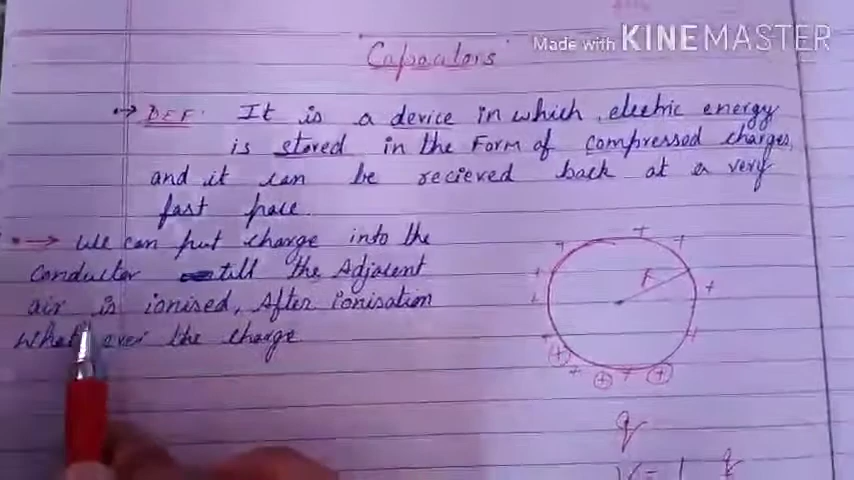 Capacitors
Made with KINEMASTER
DEF. It is a device in which electric energy
is stored in the Form of compressed charges,
and it can be recieved back at a very
fast pace.
We can put charge into the
Conductor till the Adjacent
air is ionised, After ionisation
what ever the charge
r
q
V = 1 q